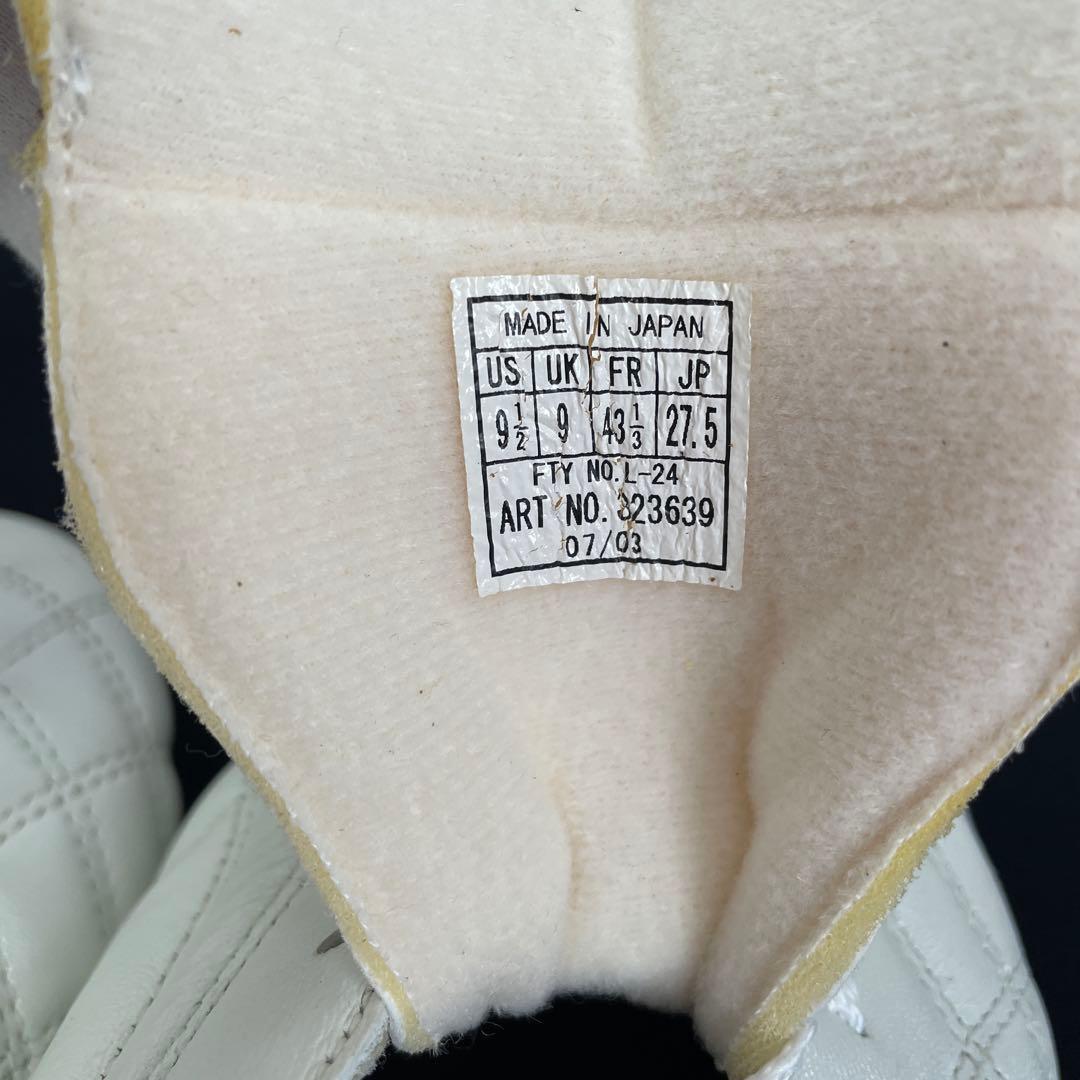 MADE IN JAPAN
US UK FR JP
9½ 9 43⅓ 27.5
FTY NO. L-24
ART NO. 323639
07/03